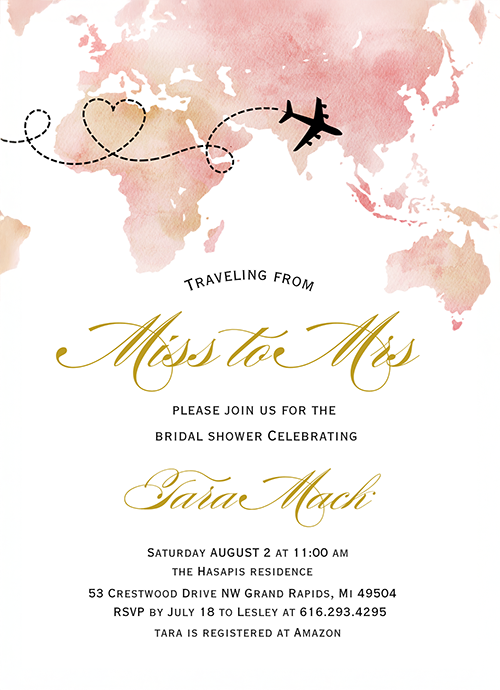 Traveling from
Miss to Mrs
please join us for the
bridal shower Celebrating
Tara Mack
Saturday AUGUST 2 at 11:00 am
the Hasapis residence
53 Crestwood Drive NW Grand Rapids, MI 49504
RSVP by July 18 to Lesley at 616.293.4295
tara is registered at Amazon